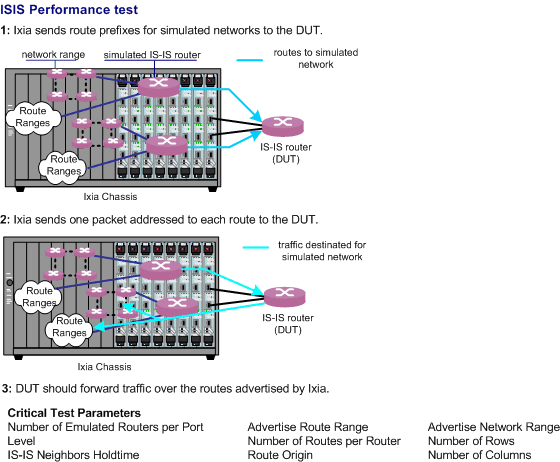 ISIS Performance test
1: Ixia sends route prefixes for simulated networks to the DUT.
network range
simulated IS-IS router
routes to simulated
network
Route
Ranges
Route
Ranges
IS-IS router
(DUT)
Ixia Chassis
2: Ixia sends one packet addressed to each route to the DUT.
traffic destinated for
simulated network
Route
Ranges
Route
Ranges
IS-IS router
(DUT)
Ixia Chassis
3: DUT should forward traffic over the routes advertised by Ixia.
Critical Test Parameters
Number of Emulated Routers per Port
Level
IS-IS Neighbors Holdtime
Advertise Route Range
Number of Routes per Router
Route Origin
Advertise Network Range
Number of Rows
Number of Columns